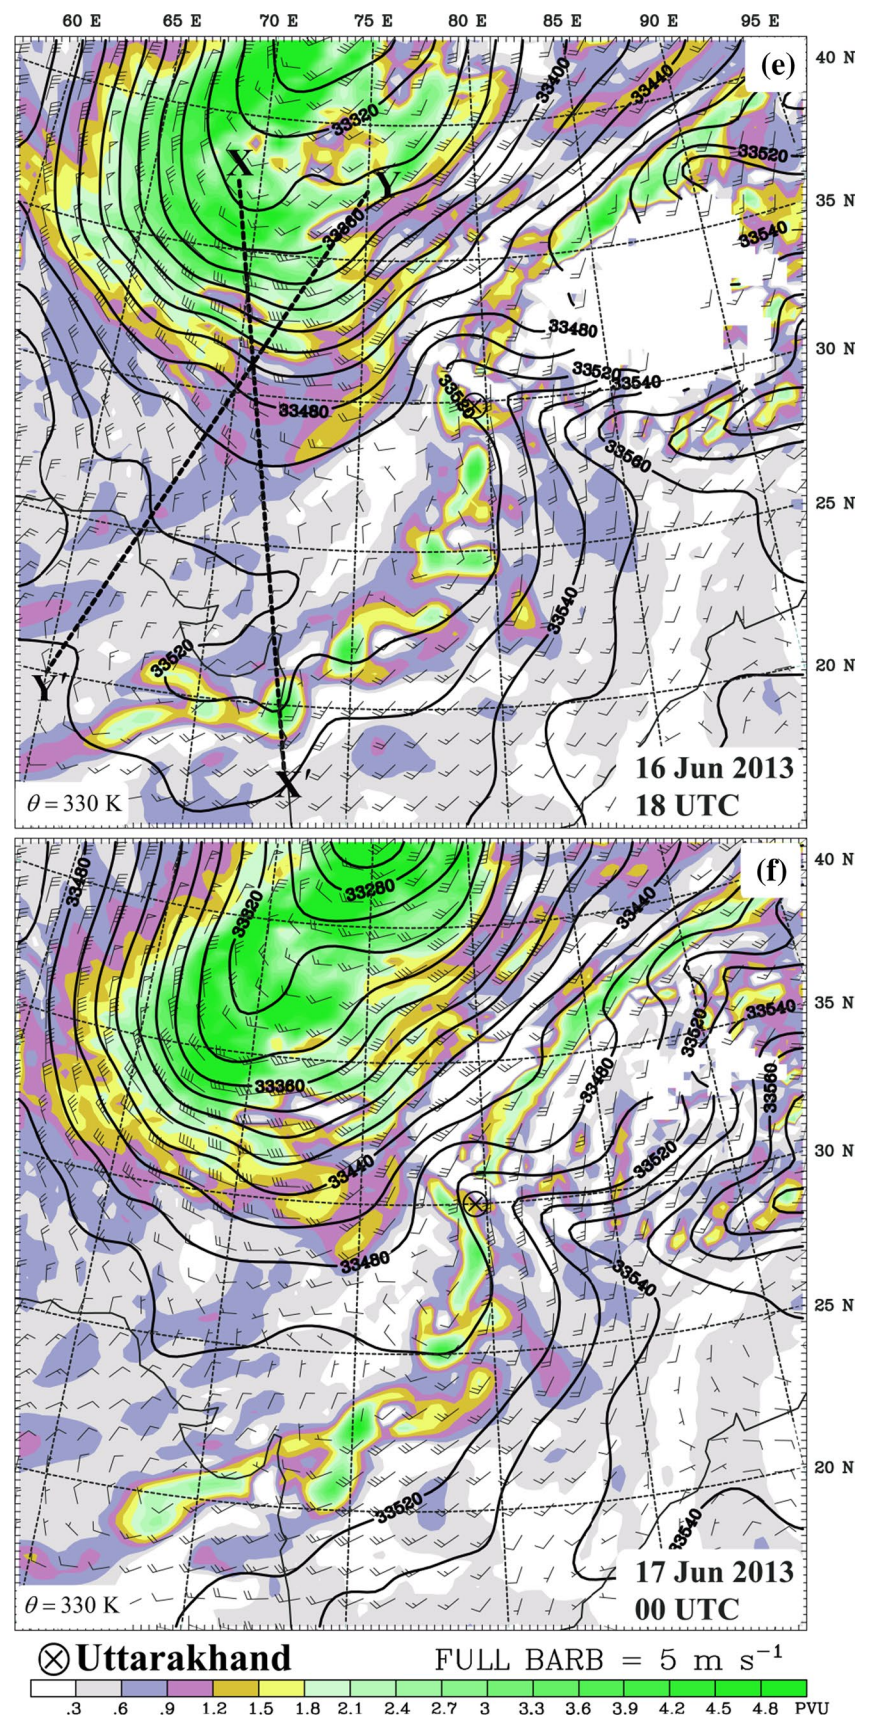 60 E 65 E 70 E 75 E 80 E 85 E 90 E 95 E
(e)
40 N
33400
33440
33320
33520
X
Y
35 N
33360
33540
33480
30 N
33520
33540
33480
33560
33560
25 N
33540
33520
20 N
Y'
X'
16 Jun 2013
18 UTC
θ = 330 K
(f)
40 N
33480
33280
33320
33440
35 N
33540
33520
33360
33480
33560
30 N
33520
33440
33480
33540
25 N
20 N
33520
33540
17 Jun 2013
00 UTC
θ = 330 K
⊗ Uttarakhand FULL BARB = 5 m s⁻¹
.3 .6 .9 1.2 1.5 1.8 2.1 2.4 2.7 3 3.3 3.6 3.9 4.2 4.5 4.8 PVU